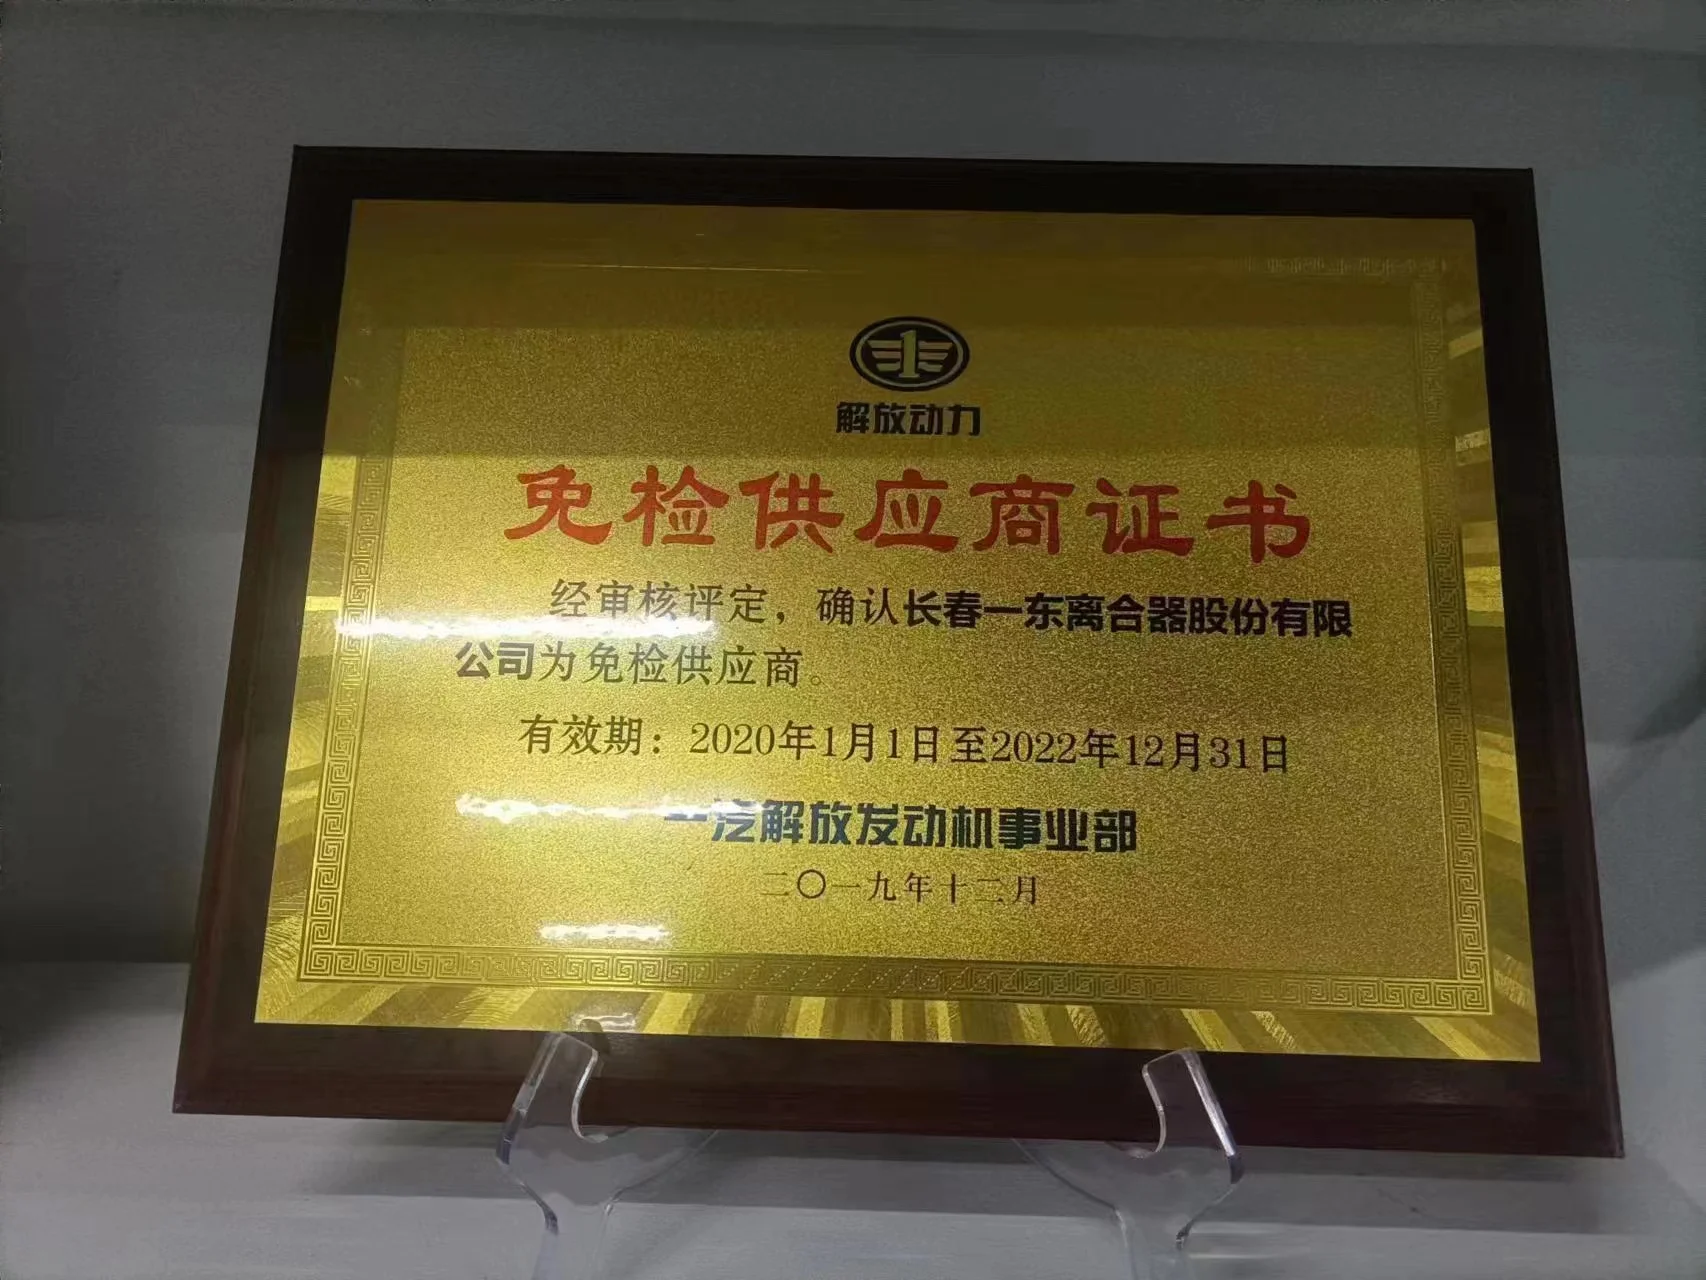 解放动力
免检供应商证书
经审核评定，确认长春一东离合器股份有限
公司为免检供应商。
有效期：2020年1月1日至2022年12月31日
一汽解放发动机事业部
二〇一九年十二月